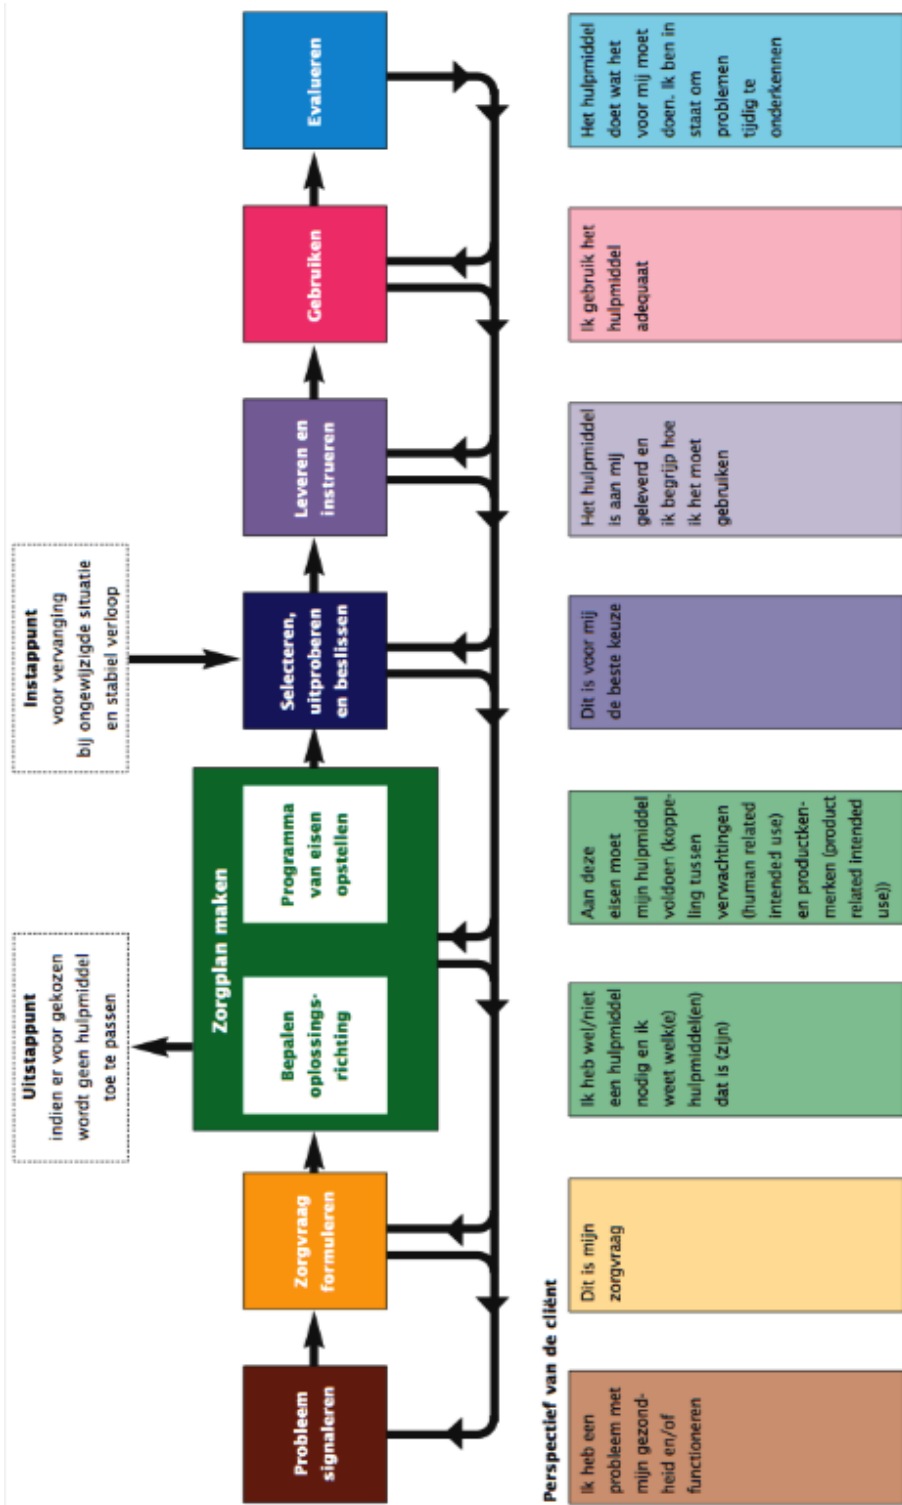 Uitstappunt
indien er voor gekozen
wordt geen hulpmiddel
toe te passen
Instappunt
voor vervanging
bij ongewijzigde situatie
en stabiel verloop
Probleem
signaleren
Zorgvraag
formuleren
Zorgplan maken
Bepalen
oplossings-
richting
Programma
van eisen
opstellen
Selecteren,
uitproberen
en beslissen
Leveren en
instrueren
Gebruiken
Evalueren
Perspectief van de cliënt
Ik heb een
probleem met
mijn gezond-
heid en/of
functioneren
Dit is mijn
zorgvraag
Ik heb wel/niet
een hulpmiddel
nodig en ik
weet welk(e)
hulpmiddel(en)
dat is (zijn)
Aan deze
eisen moet
mijn hulpmiddel
voldoen (koppe-
ling tussen
verwachtingen
(human related
intended use)
en productken-
merken (product
related intended
use))
Dit is voor mij
de beste keuze
Het hulpmiddel
is aan mij
geleverd en
ik begrijp hoe
ik het moet
gebruiken
Ik gebruik het
hulpmiddel
adequaat
Het hulpmiddel
doet wat het
voor mij moet
doen. Ik ben in
staat om
problemen
tijdig te
onderkennen